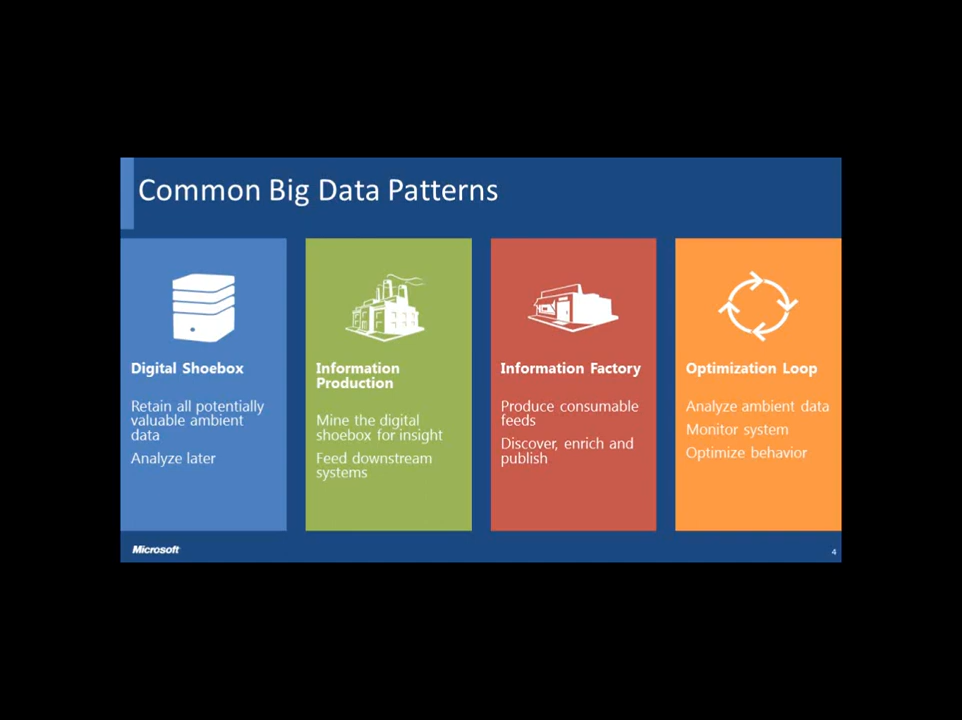 Common Big Data Patterns
Digital Shoebox
Retain all potentially
valuable ambient
data
Analyze later
Information
Production
Mine the digital
shoebox for insight
Feed downstream
systems
Information Factory
Produce consumable
feeds
Discover, enrich and
publish
Optimization Loop
Analyze ambient data
Monitor system
Optimize behavior
Microsoft
4